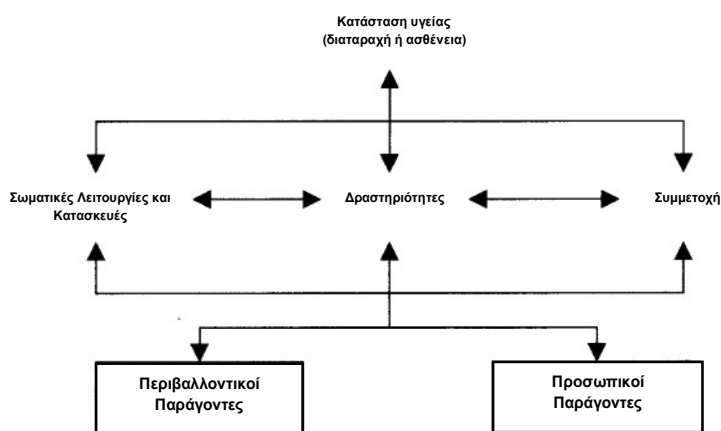 Κατάσταση υγείας
(διαταραχή ή ασθένεια)
Σωματικές Λειτουργίες και
Κατασκευές
Δραστηριότητες
Συμμετοχή
Περιβαλλοντικοί
Παράγοντες
Προσωπικοί
Παράγοντες